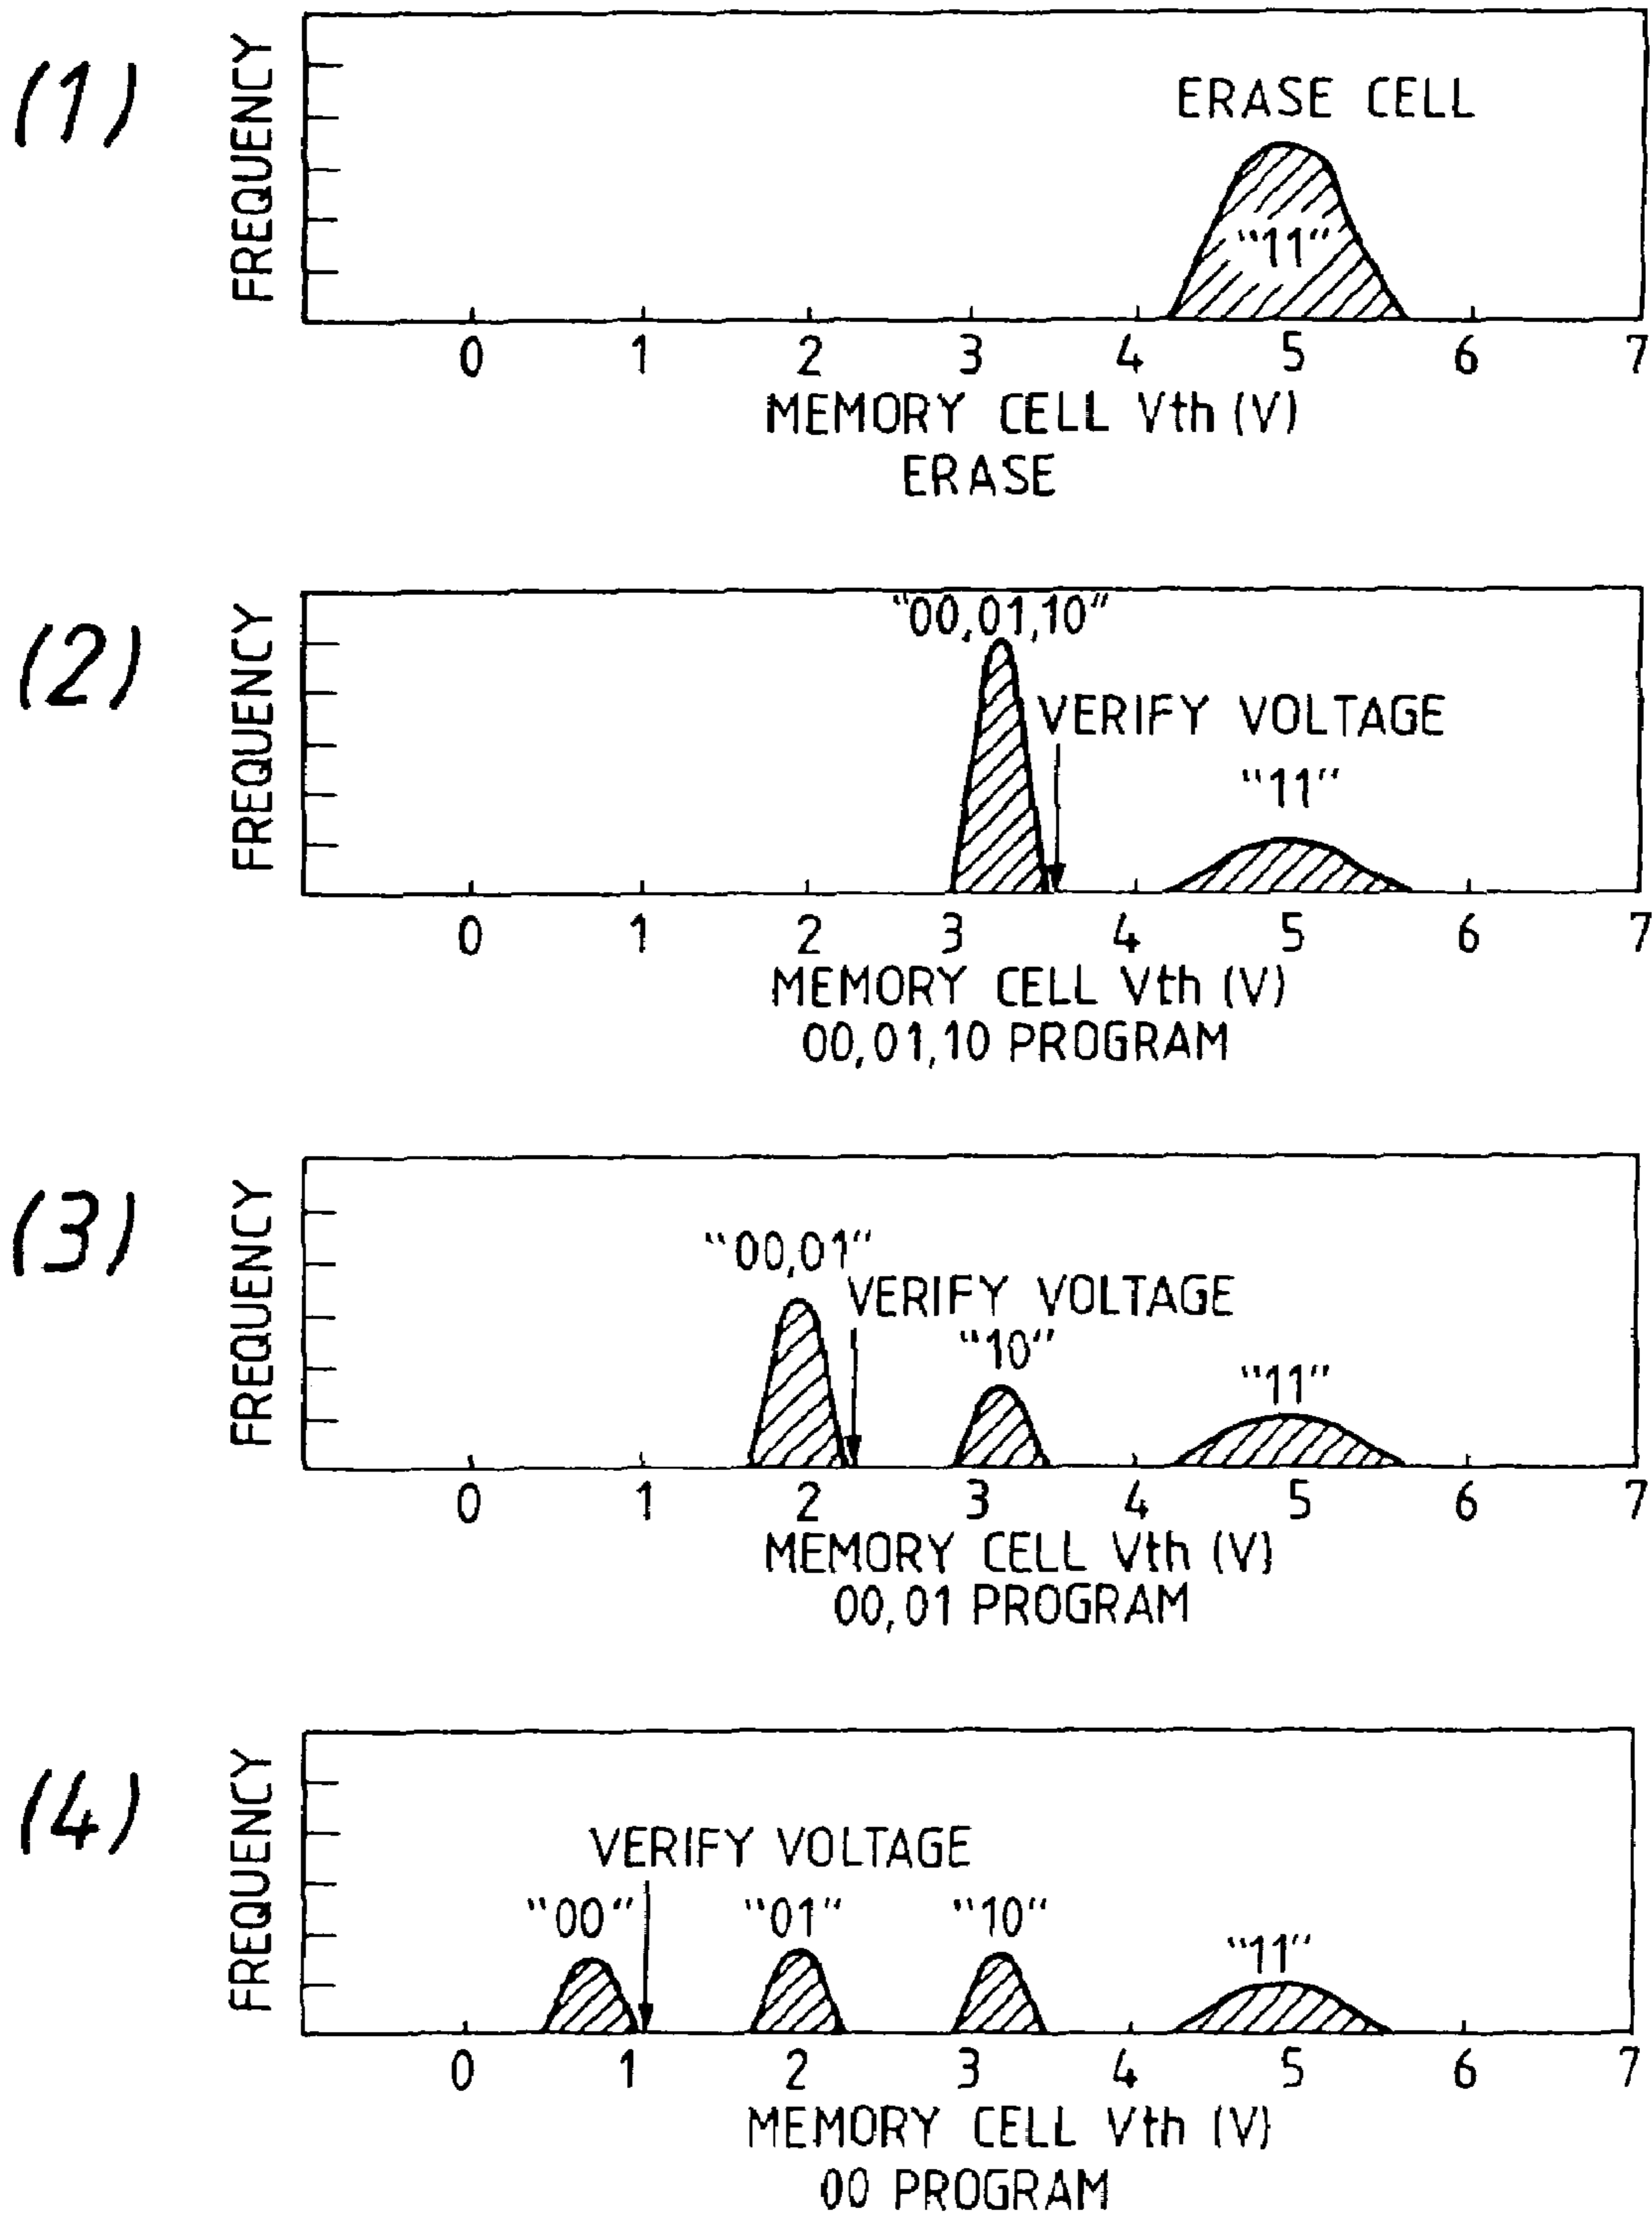 (1)
FREQUENCY
ERASE CELL
“11”
0 1 2 3 4 5 6 7
MEMORY CELL Vth (V)
ERASE
(2)
FREQUENCY
“00,01,10”
VERIFY VOLTAGE
“11”
0 1 2 3 4 5 6 7
MEMORY CELL Vth (V)
00,01,10 PROGRAM
(3)
FREQUENCY
“00,01”
VERIFY VOLTAGE
“10”
“11”
0 1 2 3 4 5 6 7
MEMORY CELL Vth (V)
00,01 PROGRAM
(4)
FREQUENCY
VERIFY VOLTAGE
“00” “01” “10” “11”
0 1 2 3 4 5 6 7
MEMORY CELL Vth (V)
00 PROGRAM